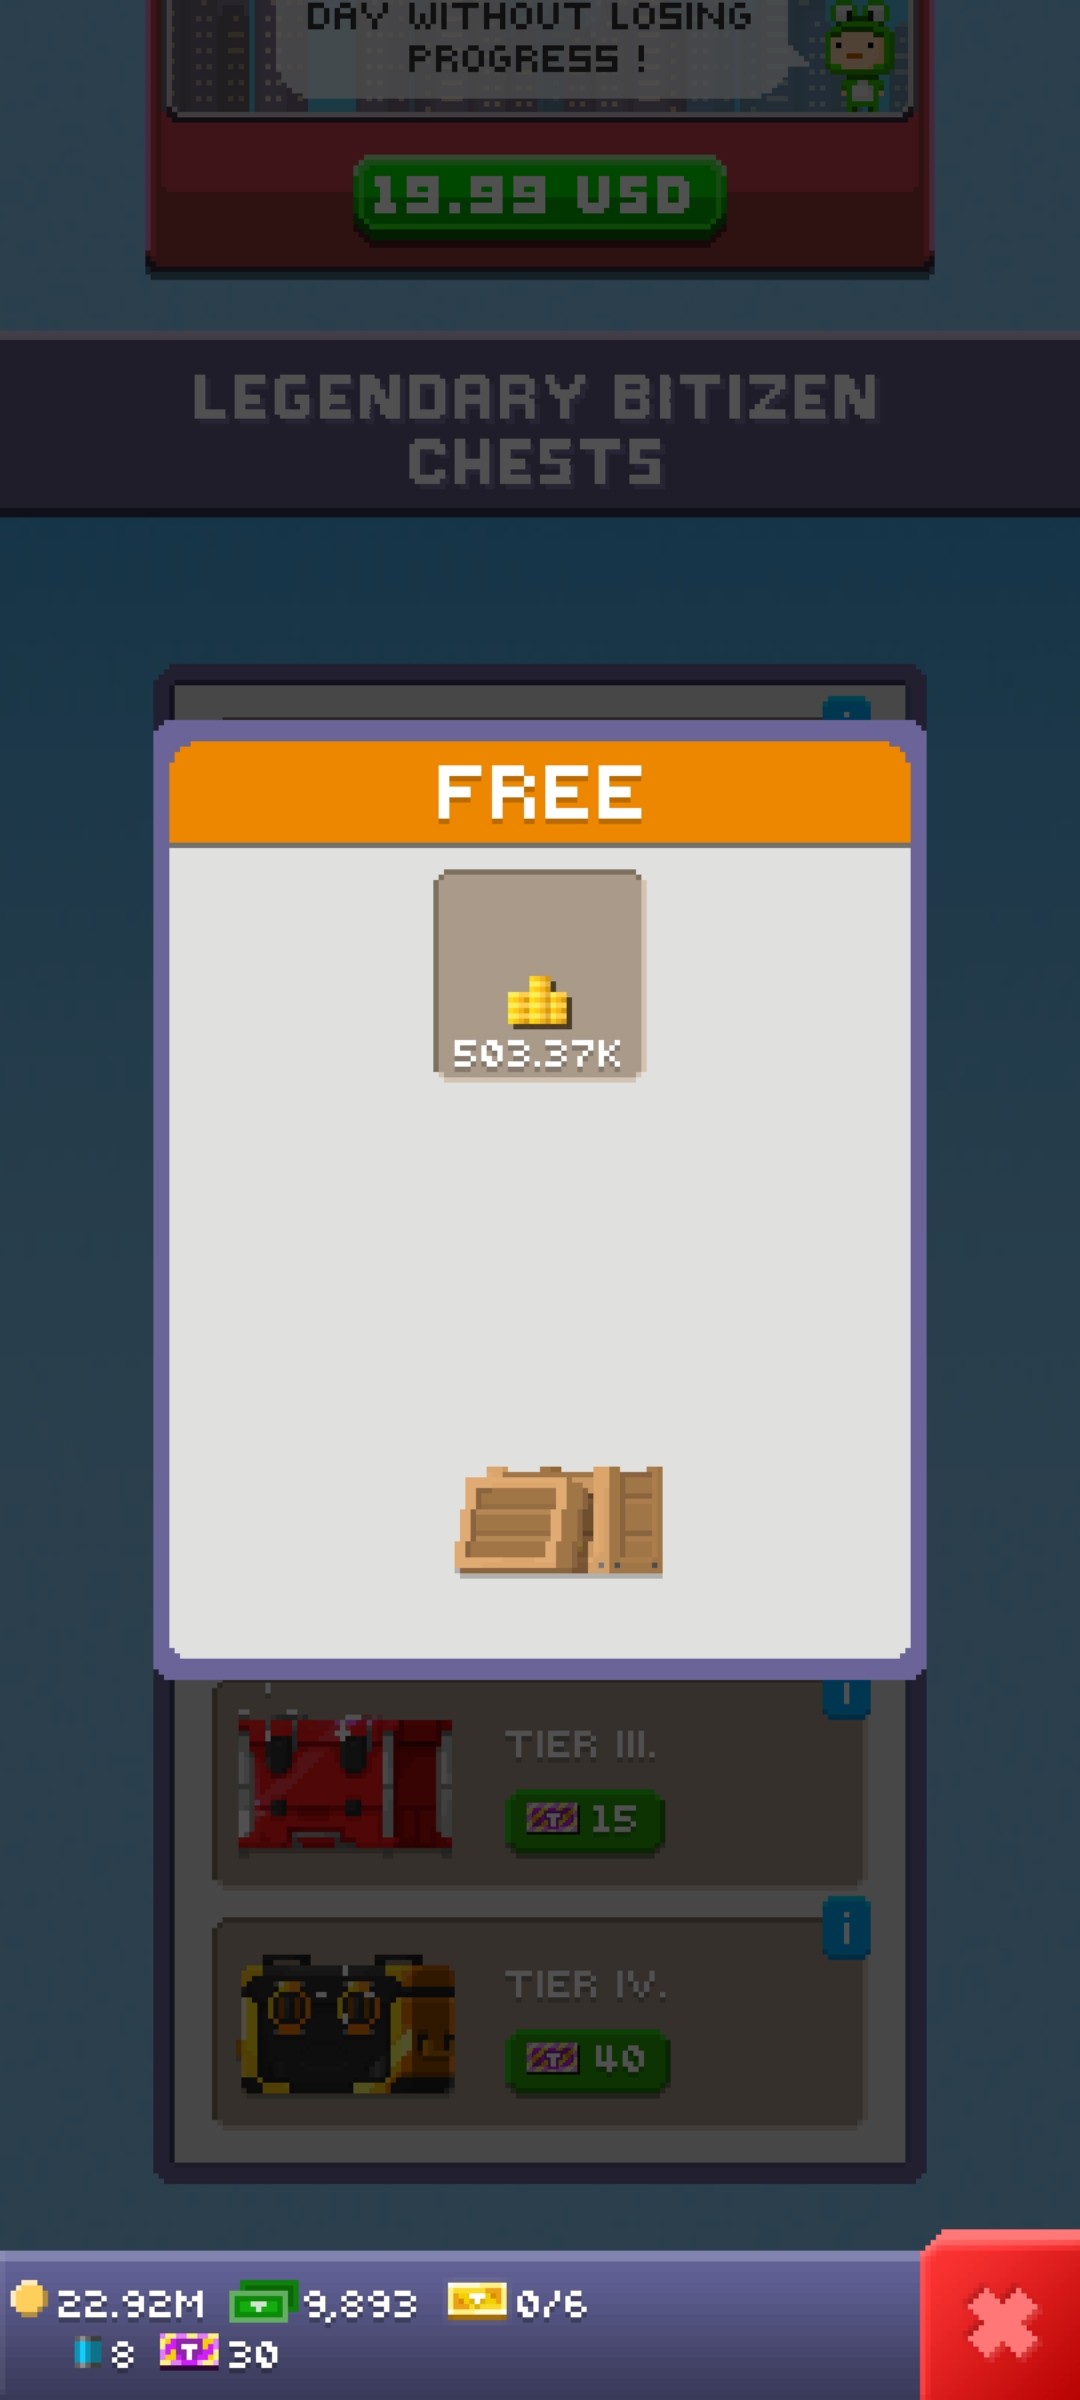 DAY WITHOUT LOSING
PROGRESS !
19.99 USD
LEGENDARY BITIZEN
CHESTS
FREE
503.37K
TIER III.
15
TIER IV.
40
22.92M 9,893 0/6
8 30